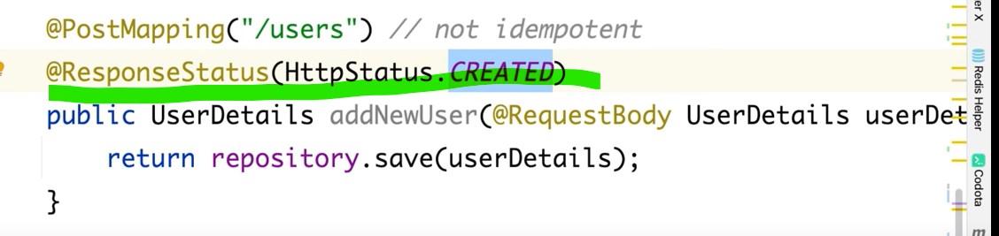 @PostMapping("/users") // not idempotent
@ResponseStatus(HttpStatus.CREATED)
public UserDetails addNewUser(@RequestBody UserDetails userDet
return repository.save(userDetails);
}
er X
Redis Helper
Codota
m